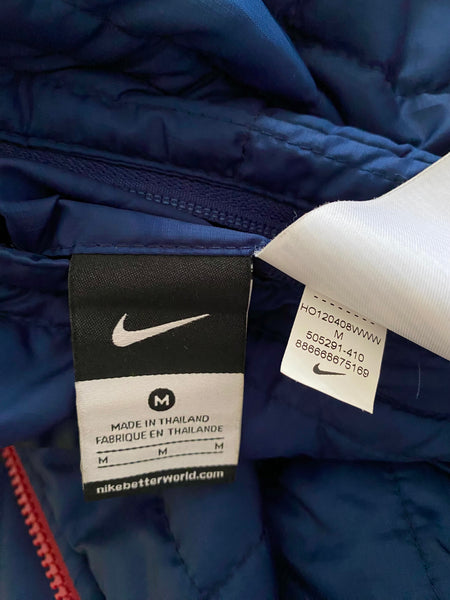 M
MADE IN THAILAND
FABRIQUE EN THAILANDE
M M M
nikebetterworld.com
HO120408WWW
M
505291-410
886668675169